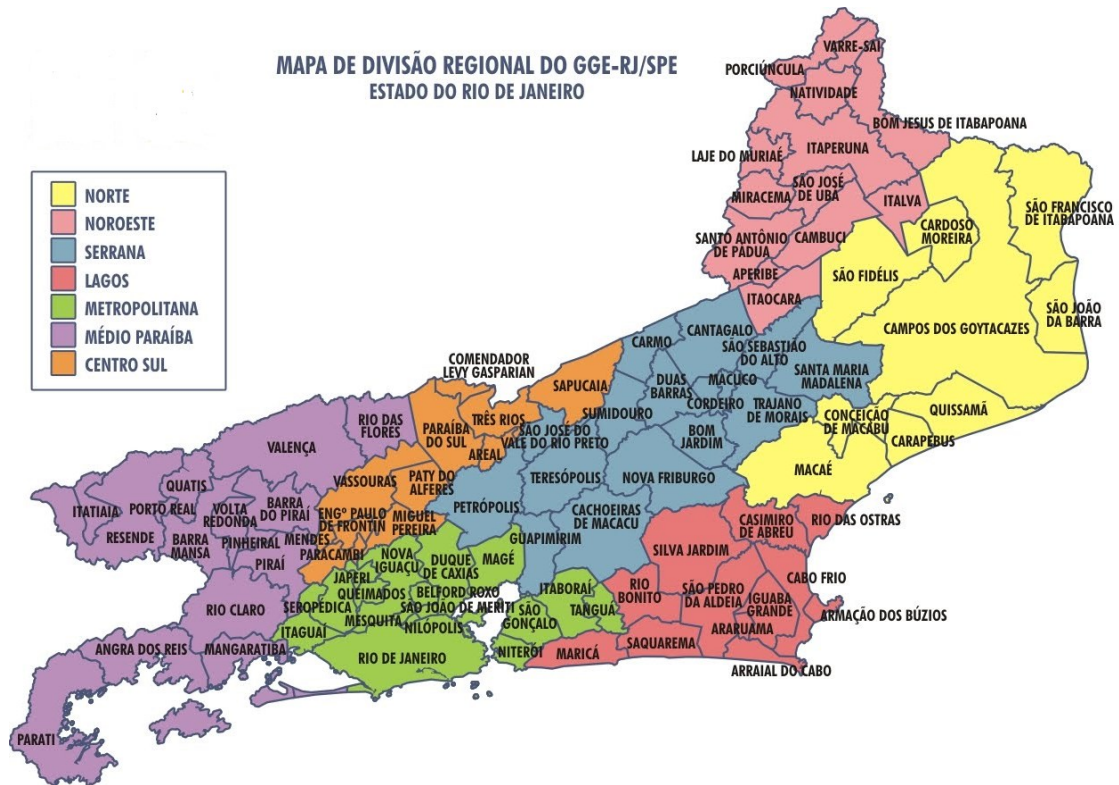 MAPA DE DIVISÃO REGIONAL DO GGE-RJ/SPE
ESTADO DO RIO DE JANEIRO
NORTE
NOROESTE
SERRANA
LAGOS
METROPOLITANA
MÉDIO PARAÍBA
CENTRO SUL
VARRE-SAI
PORCIÚNCULA
NATIVIDADE
BOM JESUS DE ITABAPOANA
ITAPERUNA
LAJE DO MURIAÉ
MIRACEMA
SÃO JOSÉ
DE UBÁ
ITALVA
SANTO ANTÔNIO
DE PÁDUA
CAMBUCI
APERIBE
ITAOCARA
SÃO FRANCISCO
DE ITABAPOANA
CARDOSO
MOREIRA
SÃO FIDÉLIS
SÃO JOÃO
DA BARRA
CAMPOS DOS GOYTACAZES
QUISSAMÃ
CONCEIÇÃO
DE MACABU
CARAPEBUS
MACAÉ
CANTAGALO
CARMO
SÃO SEBASTIÃO
DO ALTO
SANTA MARIA
MADALENA
DUAS
BARRAS
MACUCO
CORDEIRO
TRAJANO
DE MORAIS
SUMIDOURO
BOM
JARDIM
SÃO JOSÉ DO
VALE DO RIO PRETO
TERESÓPOLIS
NOVA FRIBURGO
PETRÓPOLIS
CACHOEIRAS
DE MACACU
GUAPIMÍRIM
COMENDADOR
LEVY GASPARIAN
SAPUCAIA
TRÊS RIOS
PARAÍBA
DO SUL
AREAL
PATY DO
ALFERES
VASSOURAS
ENGº PAULO
DE FRONTIN
MIGUEL
PEREIRA
PARACAMBI
RIO DAS
FLORES
VALENÇA
QUATIS
ITATIAIA
PORTO REAL
RESENDE
VOLTA
REDONDA
BARRA
DO PIRAÍ
BARRA
MANSA
PINHEIRAL
MENDES
PIRAÍ
RIO CLARO
ANGRA DOS REIS
MANGARATIBA
PARATI
NOVA
IGUAÇU
DUQUE
DE CAXIAS
MAGÉ
JAPERI
QUEIMADOS
BELFORD ROXO
SEROPÉDICA
SÃO JOÃO DE MERITI
MESQUITA
NILÓPOLIS
ITAGUAÍ
RIO DE JANEIRO
ITABORAÍ
SÃO
GONÇALO
TANGUÁ
NITERÓI
CASIMIRO
DE ABREU
RIO DAS OSTRAS
SILVA JARDIM
RIO
BONITO
SÃO PEDRO
DA ALDEIA
CABO FRIO
IGUABA
GRANDE
ARMAÇÃO DOS BÚZIOS
ARARUAMA
SAQUAREMA
MARICÁ
ARRAIAL DO CABO